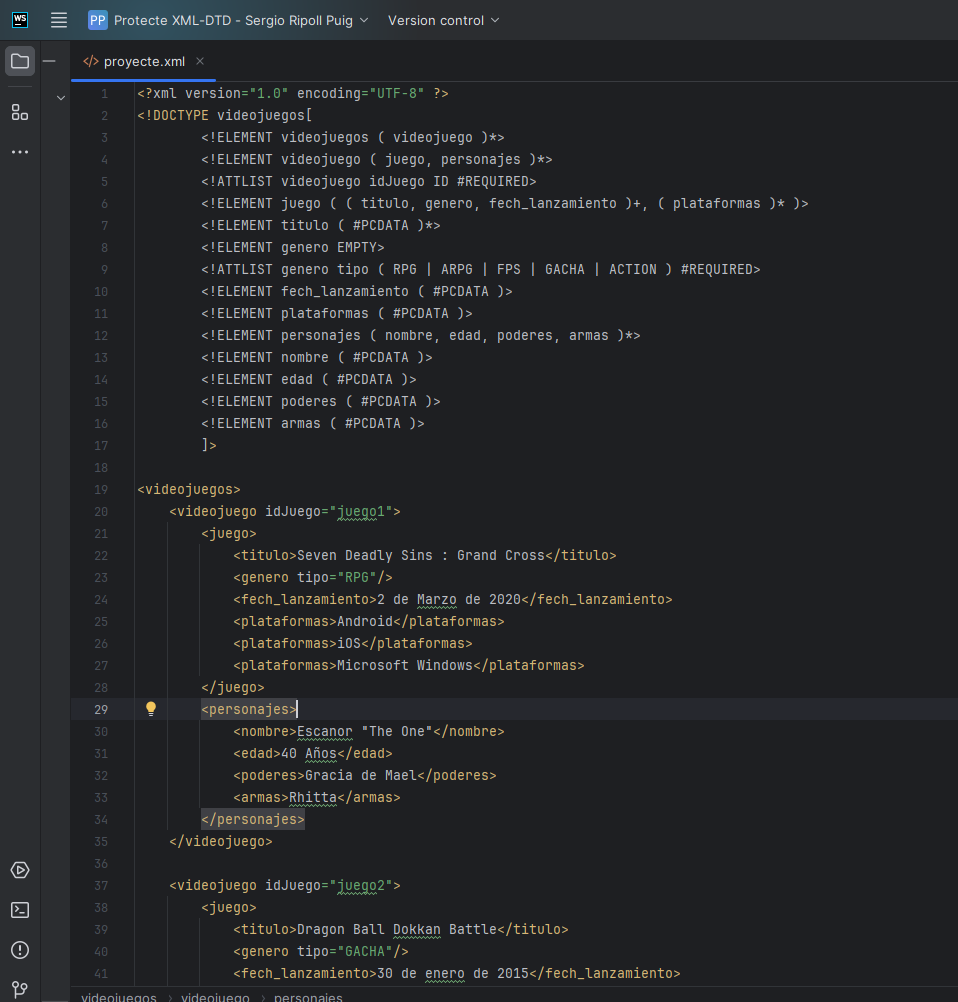 WS
PP Protecte XML-DTD - Sergio Ripoll Puig Version control
</> proyecte.xml ×
1 <?xml version="1.0" encoding="UTF-8" ?>
2 <!DOCTYPE videojuegos[
3 <!ELEMENT videojuegos ( videojuego )*>
4 <!ELEMENT videojuego ( juego, personajes )*>
5 <!ATTLIST videojuego idJuego ID #REQUIRED>
6 <!ELEMENT juego ( ( titulo, genero, fech_lanzamiento )+, ( plataformas )* )>
7 <!ELEMENT titulo ( #PCDATA )*>
8 <!ELEMENT genero EMPTY>
9 <!ATTLIST genero tipo ( RPG | ARPG | FPS | GACHA | ACTION ) #REQUIRED>
10 <!ELEMENT fech_lanzamiento ( #PCDATA )>
11 <!ELEMENT plataformas ( #PCDATA )>
12 <!ELEMENT personajes ( nombre, edad, poderes, armas )*>
13 <!ELEMENT nombre ( #PCDATA )>
14 <!ELEMENT edad ( #PCDATA )>
15 <!ELEMENT poderes ( #PCDATA )>
16 <!ELEMENT armas ( #PCDATA )>
17 ]>
18
19 <videojuegos>
20 <videojuego idJuego="juego1">
21 <juego>
22 <titulo>Seven Deadly Sins : Grand Cross</titulo>
23 <genero tipo="RPG"/>
24 <fech_lanzamiento>2 de Marzo de 2020</fech_lanzamiento>
25 <plataformas>Android</plataformas>
26 <plataformas>iOS</plataformas>
27 <plataformas>Microsoft Windows</plataformas>
28 </juego>
29 <personajes>
30 <nombre>Escanor "The One"</nombre>
31 <edad>40 Años</edad>
32 <poderes>Gracia de Mael</poderes>
33 <armas>Rhitta</armas>
34 </personajes>
35 </videojuego>
36
37 <videojuego idJuego="juego2">
38 <juego>
39 <titulo>Dragon Ball Dokkan Battle</titulo>
40 <genero tipo="GACHA"/>
41 <fech_lanzamiento>30 de enero de 2015</fech_lanzamiento>
videojuegos › videojuego › personajes